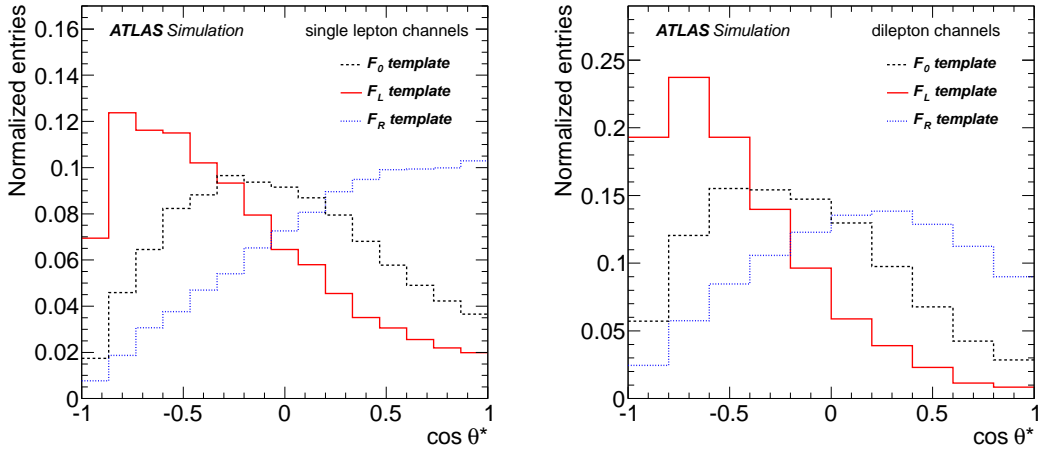 ATLAS Simulation single lepton channels
F0 template
FL template
FR template
Normalized entries
0.16
0.14
0.12
0.1
0.08
0.06
0.04
0.02
0
-1 -0.5 0 0.5 1
cos θ*
ATLAS Simulation dilepton channels
F0 template
FL template
FR template
Normalized entries
0.25
0.2
0.15
0.1
0.05
0
-1 -0.5 0 0.5 1
cos θ*